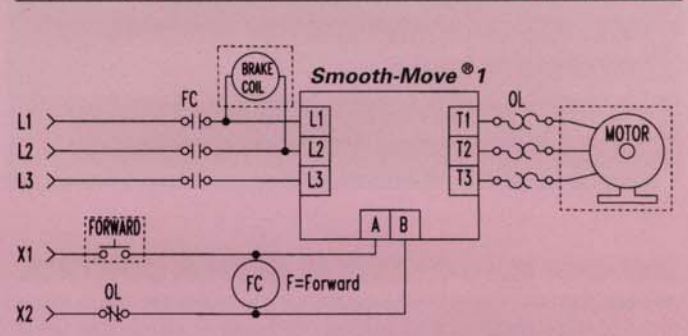 BRAKE
COIL
Smooth-Move®1
FC
OL
L1 L1 T1
MOTOR
L2 L2 T2
L3 L3 T3
A B
FORWARD
X1
FC F=Forward
OL
X2